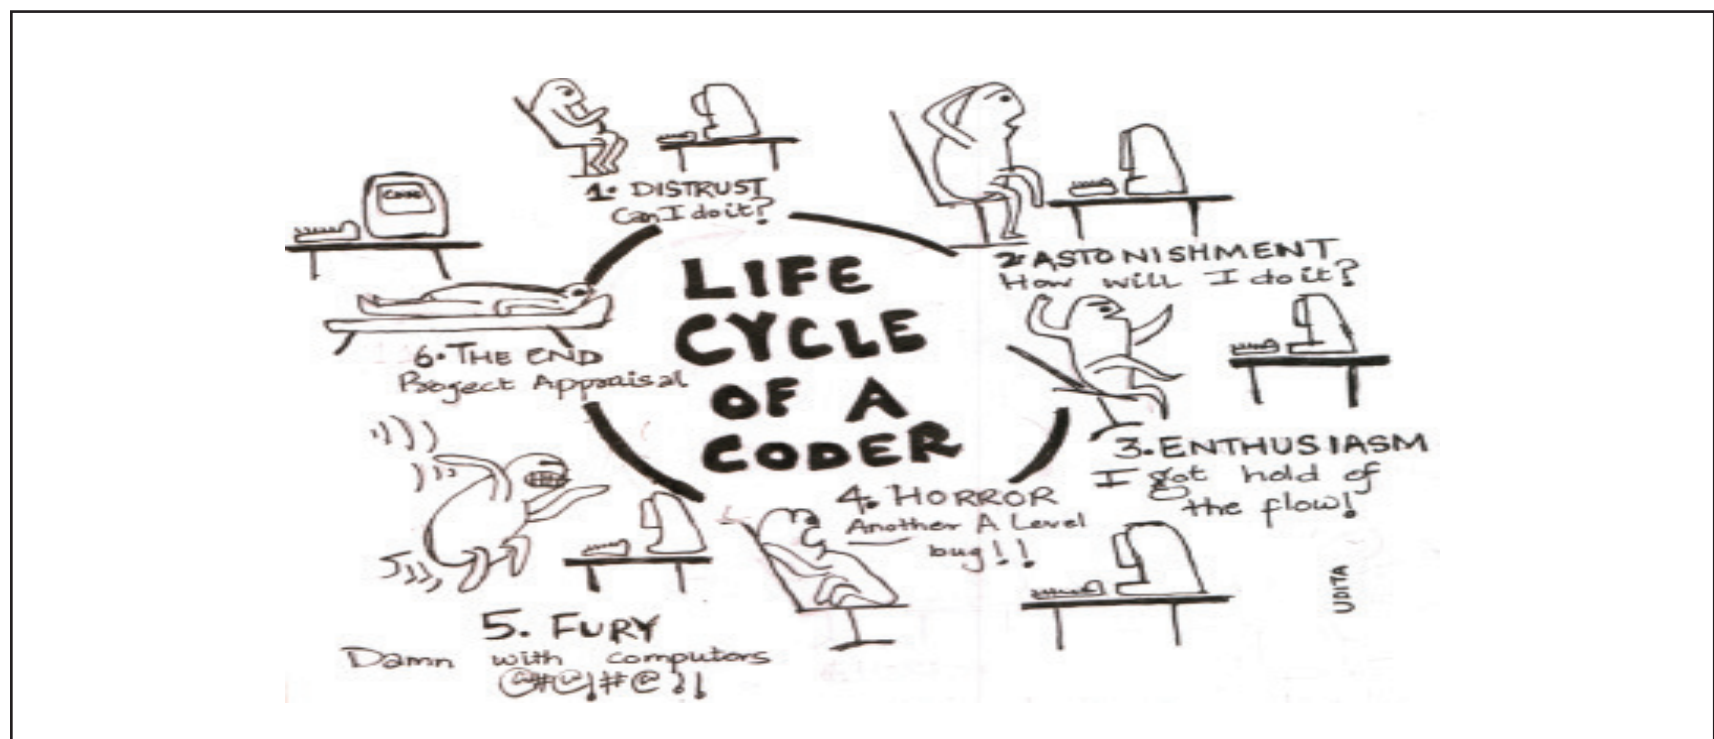 1. DISTRUST
Can I do it?
2. ASTONISHMENT
How will I do it?
3. ENTHUSIASM
I got hold of
the flow!
4. HORROR
Another A Level
bug!!
5. FURY
Damn with computors
@#@!#@!!
6. THE END
Project Appraisal
LIFE
CYCLE
OF A
CODER
UDITA